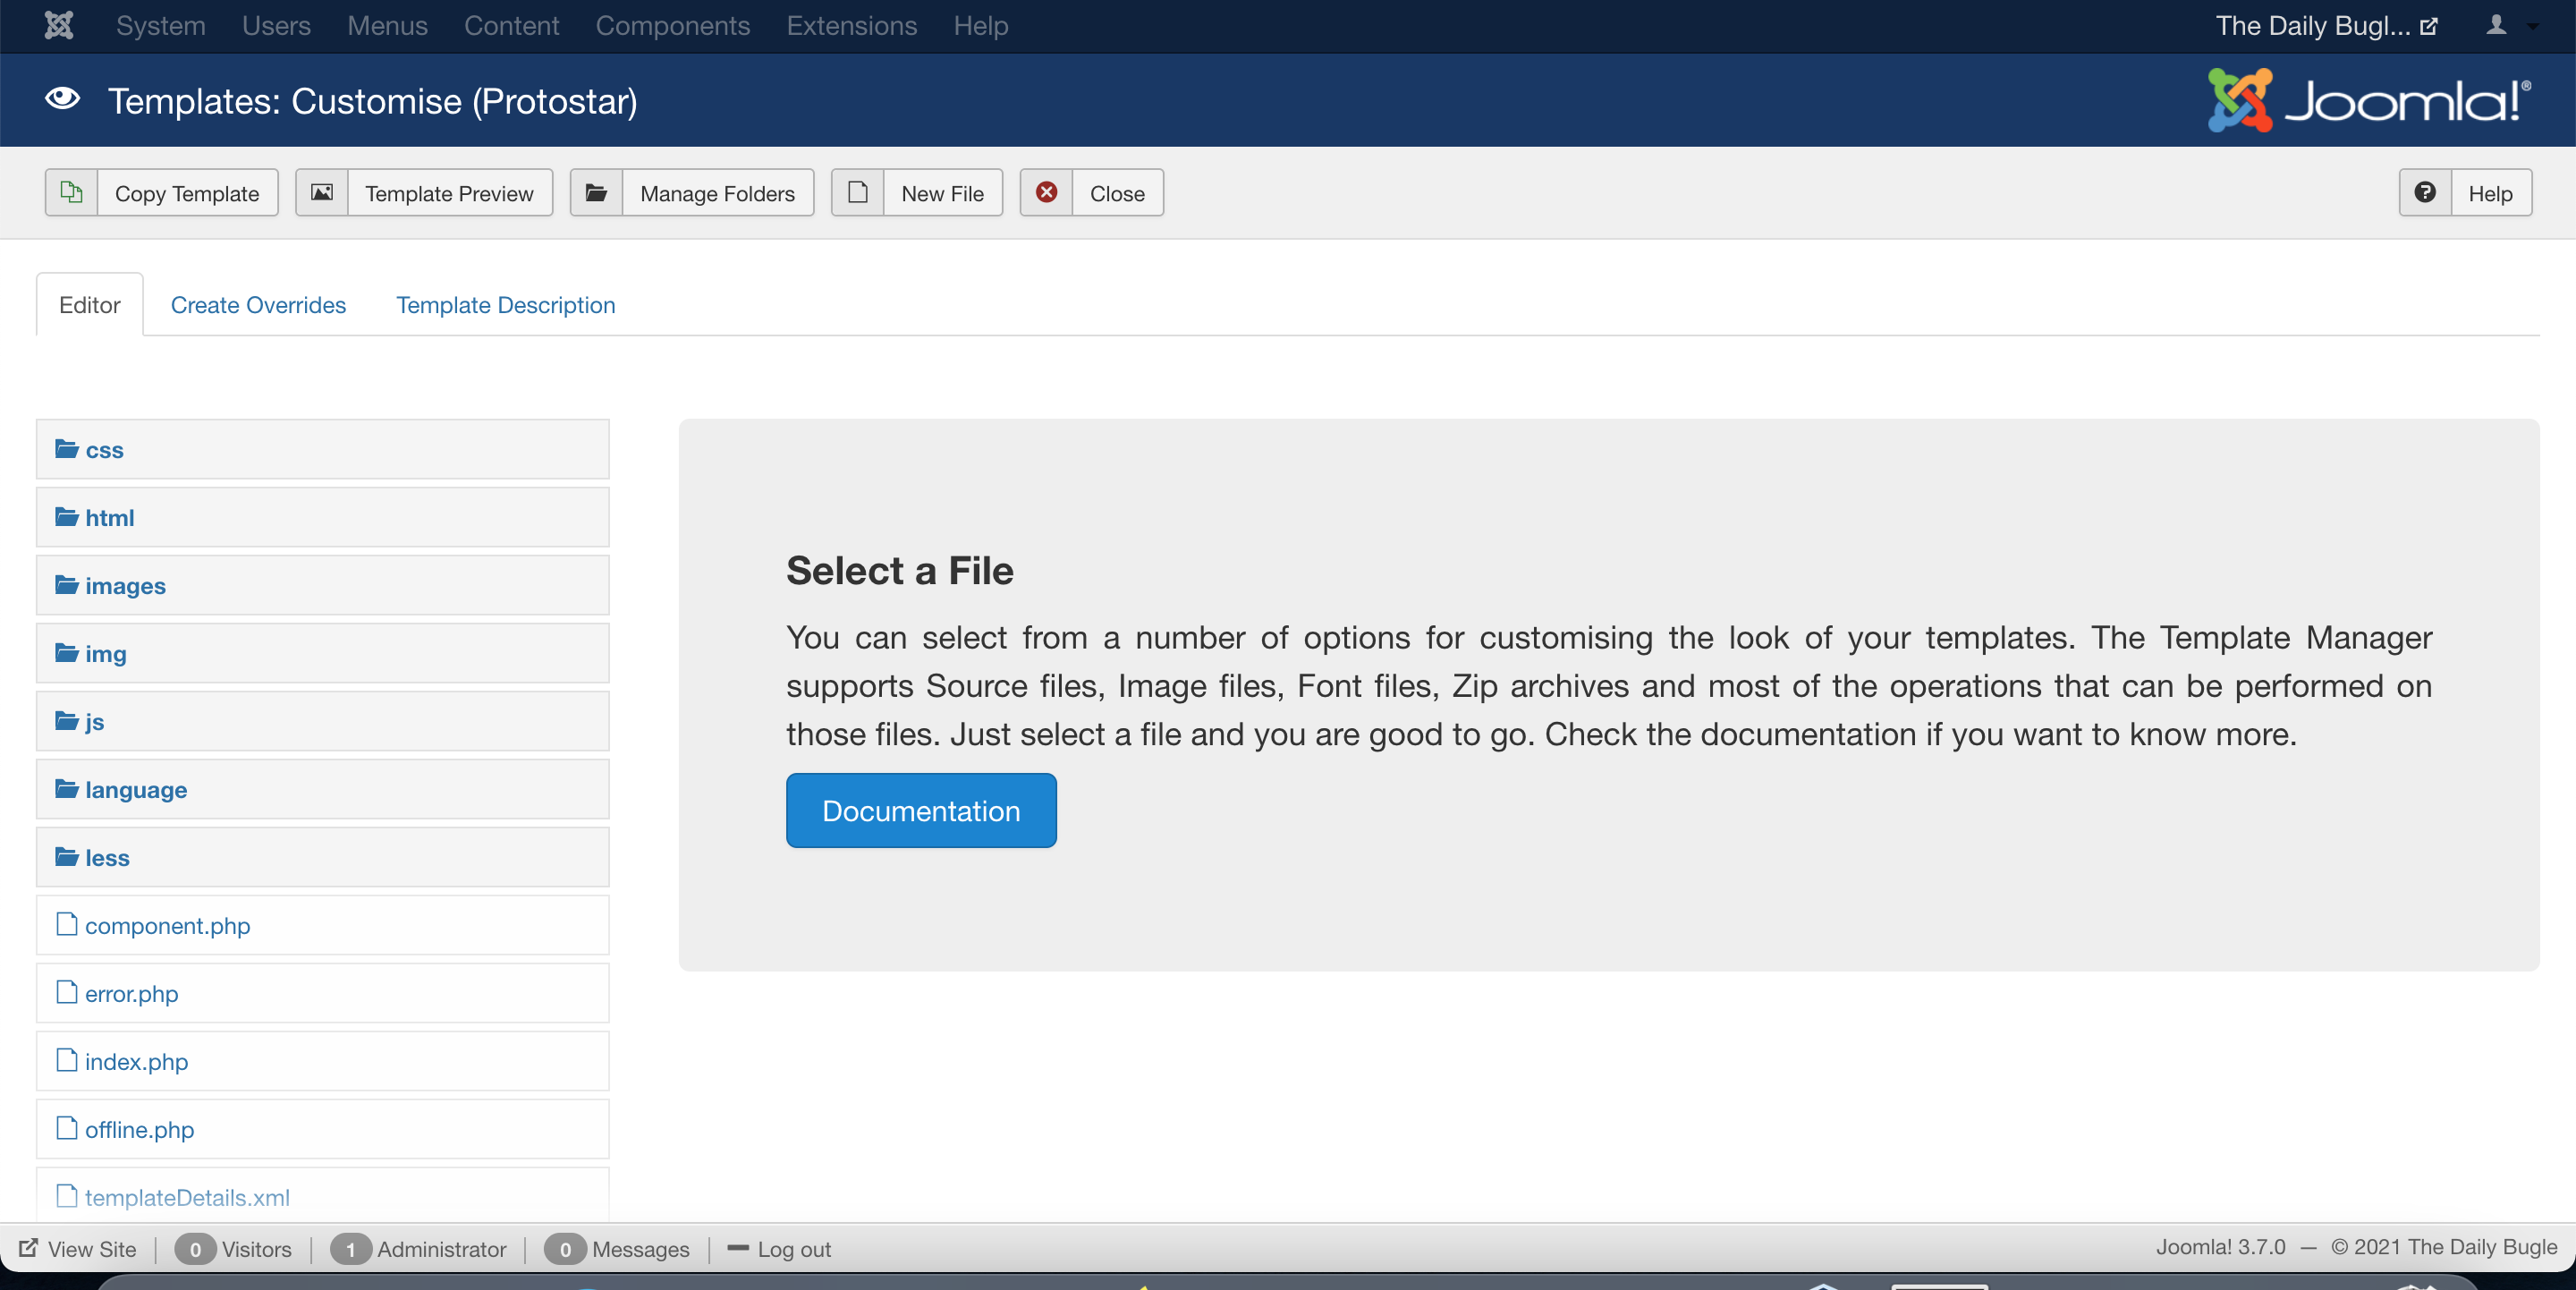 System Users Menus Content Components Extensions Help The Daily Bugl...
Templates: Customise (Protostar) Joomla!®
Copy Template Template Preview Manage Folders New File Close Help
Editor Create Overrides Template Description
css
html
images
img
js
language
less
component.php
error.php
index.php
offline.php
templateDetails.xml
Select a File
You can select from a number of options for customising the look of your templates. The Template Manager
supports Source files, Image files, Font files, Zip archives and most of the operations that can be performed on
those files. Just select a file and you are good to go. Check the documentation if you want to know more.
Documentation
View Site 0 Visitors 1 Administrator 0 Messages Log out Joomla! 3.7.0 — © 2021 The Daily Bugle